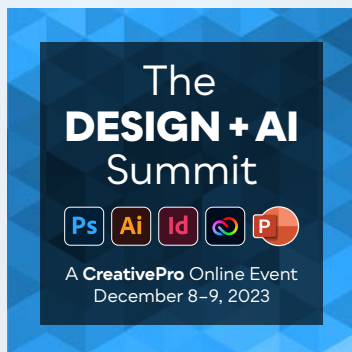 The
DESIGN + AI
Summit
Ps Ai Id P
A CreativePro Online Event
December 8–9, 2023